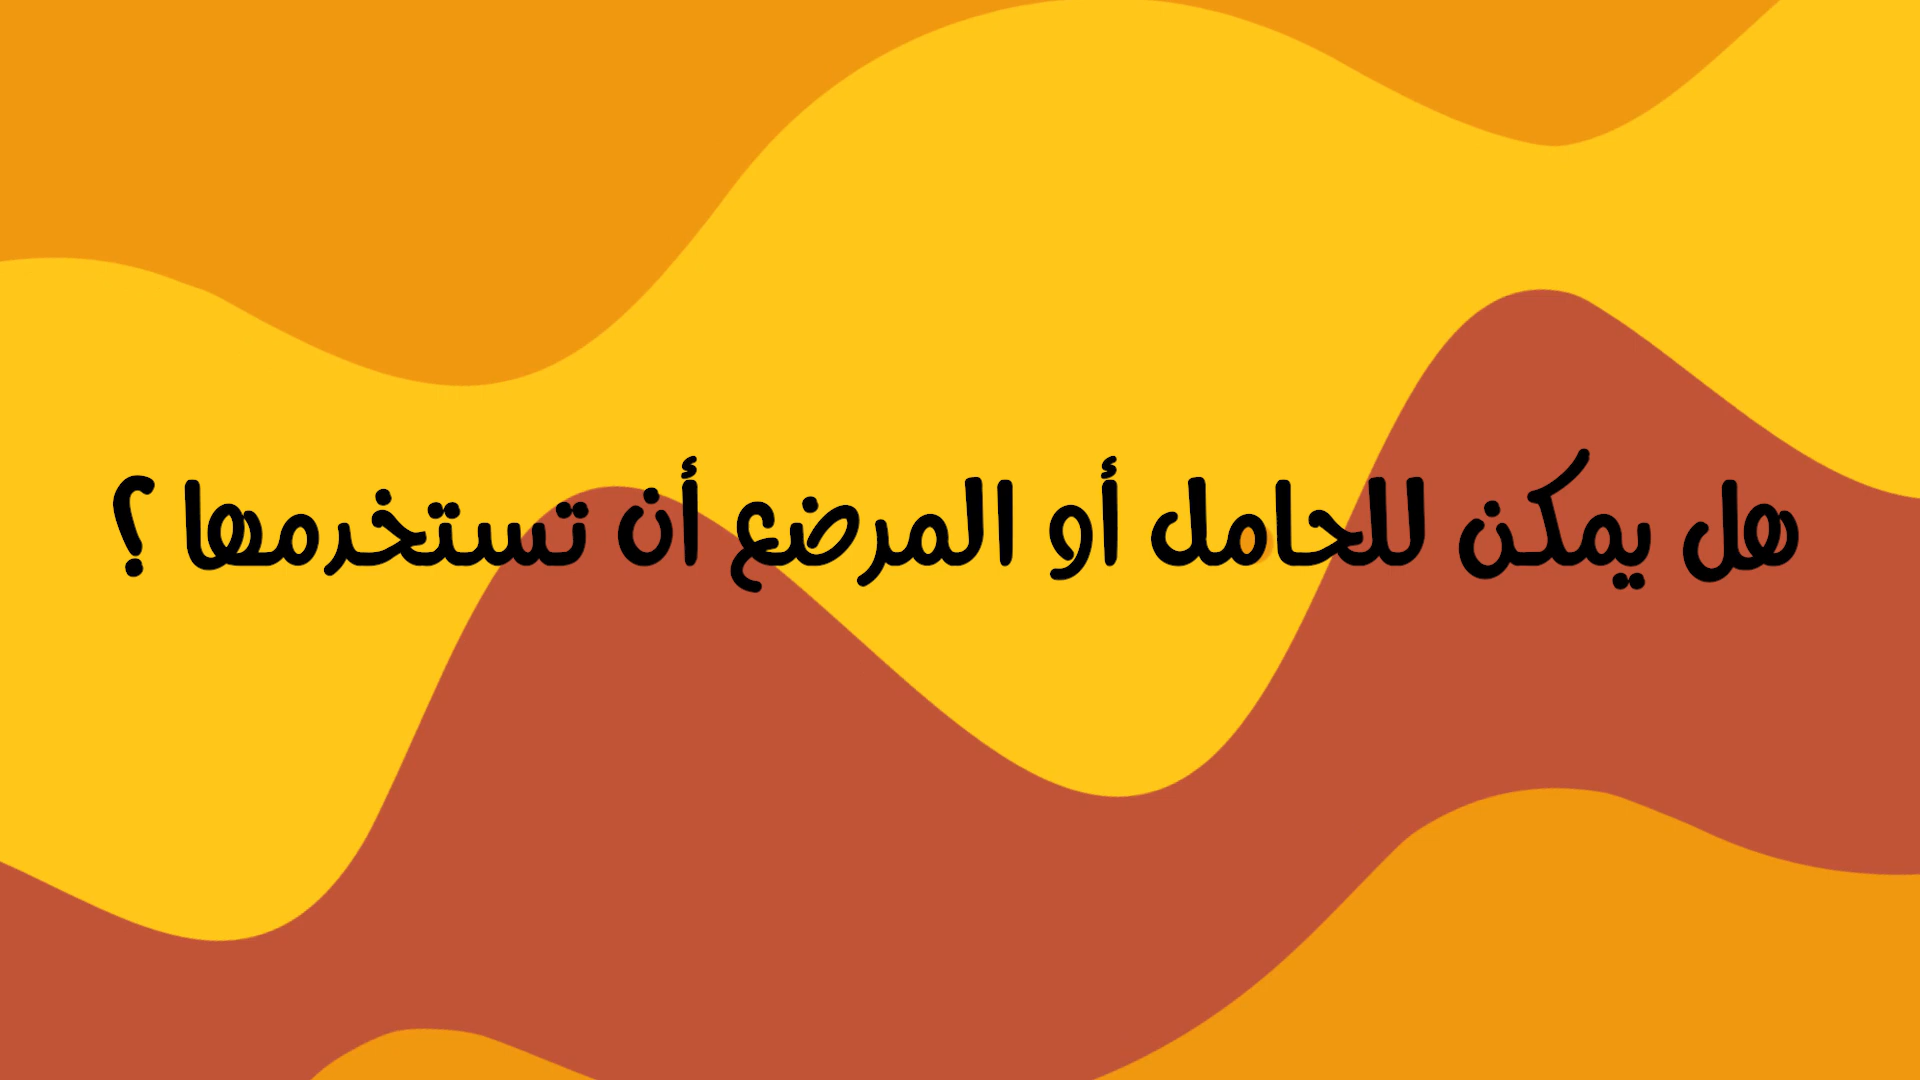 هل يمكن للحامل أو المرضع أن تستخدمها ؟